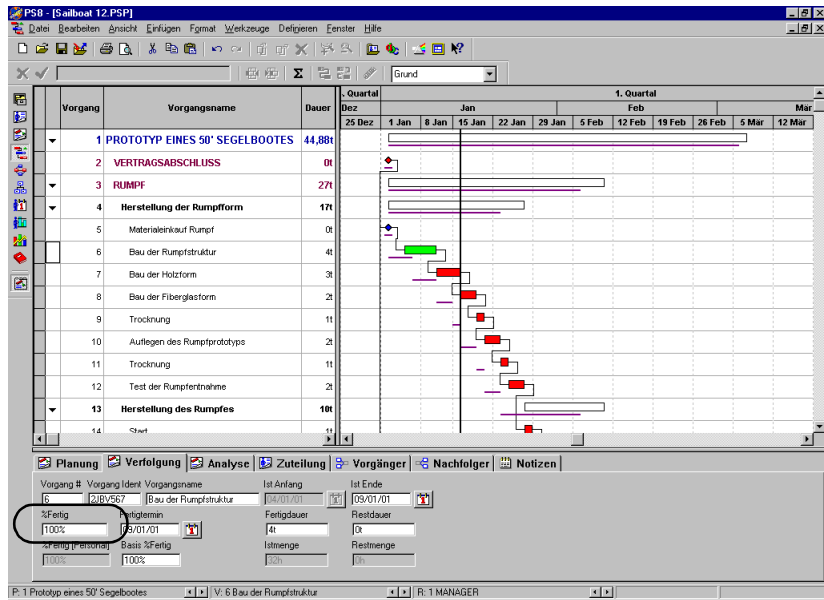 PS8 - [Sailboat 12.PSP]
Datei Bearbeiten Ansicht Einfügen Format Werkzeuge Definieren Fenster Hilfe
Grund
. Quartal 1. Quartal
Vorgang Vorgangsname Dauer Dez Jan Feb Mär
25 Dez 1 Jan 8 Jan 15 Jan 22 Jan 29 Jan 5 Feb 12 Feb 19 Feb 26 Feb 5 Mär 12 Mär
1 PROTOTYP EINES 50' SEGELBOOTES 44,88t
2 VERTRAGSABSCHLUSS 0t
3 RUMPF 27t
4 Herstellung der Rumpfform 17t
5 Materialeinkauf Rumpf 0t
6 Bau der Rumpfstruktur 4t
7 Bau der Holzform 3t
8 Bau der Fiberglasform 2t
9 Trocknung 1t
10 Auflegen des Rumpfprototyps 2t
11 Trocknung 1t
12 Test der Rumpfentnahme 2t
13 Herstellung des Rumpfes 10t
14 Start 1t
Planung Verfolgung Analyse Zuteilung Vorgänger Nachfolger Notizen
Vorgang # Vorgang Ident Vorgangsname Ist Anfang Ist Ende
6 2JBV567 Bau der Rumpfstruktur 04/01/01 09/01/01
%Fertig Fertigtermin Fertigdauer Restdauer
100% 09/01/01 4t 0t
%Fertig [Personal] Basis %Fertig Istmenge Restmenge
100% 100% 32h 0h
P: 1 Prototyp eines 50' Segelbootes V: 6 Bau der Rumpfstruktur R: 1 MANAGER